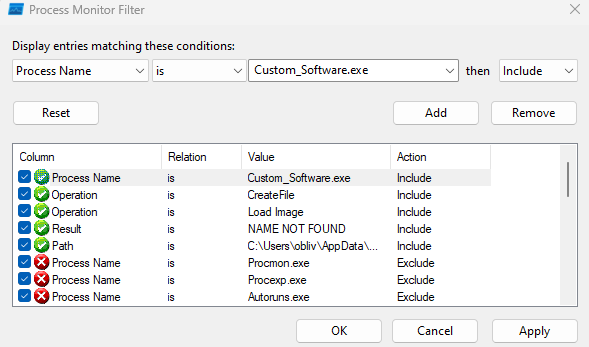 Process Monitor Filter
Display entries matching these conditions:
Process Name is Custom_Software.exe then Include
Reset Add Remove
Column Relation Value Action
Process Name is Custom_Software.exe Include
Operation is CreateFile Include
Operation is Load Image Include
Result is NAME NOT FOUND Include
Path is C:\Users\obliv\AppData\... Include
Process Name is Procmon.exe Exclude
Process Name is Procexp.exe Exclude
Process Name is Autoruns.exe Exclude
OK Cancel Apply